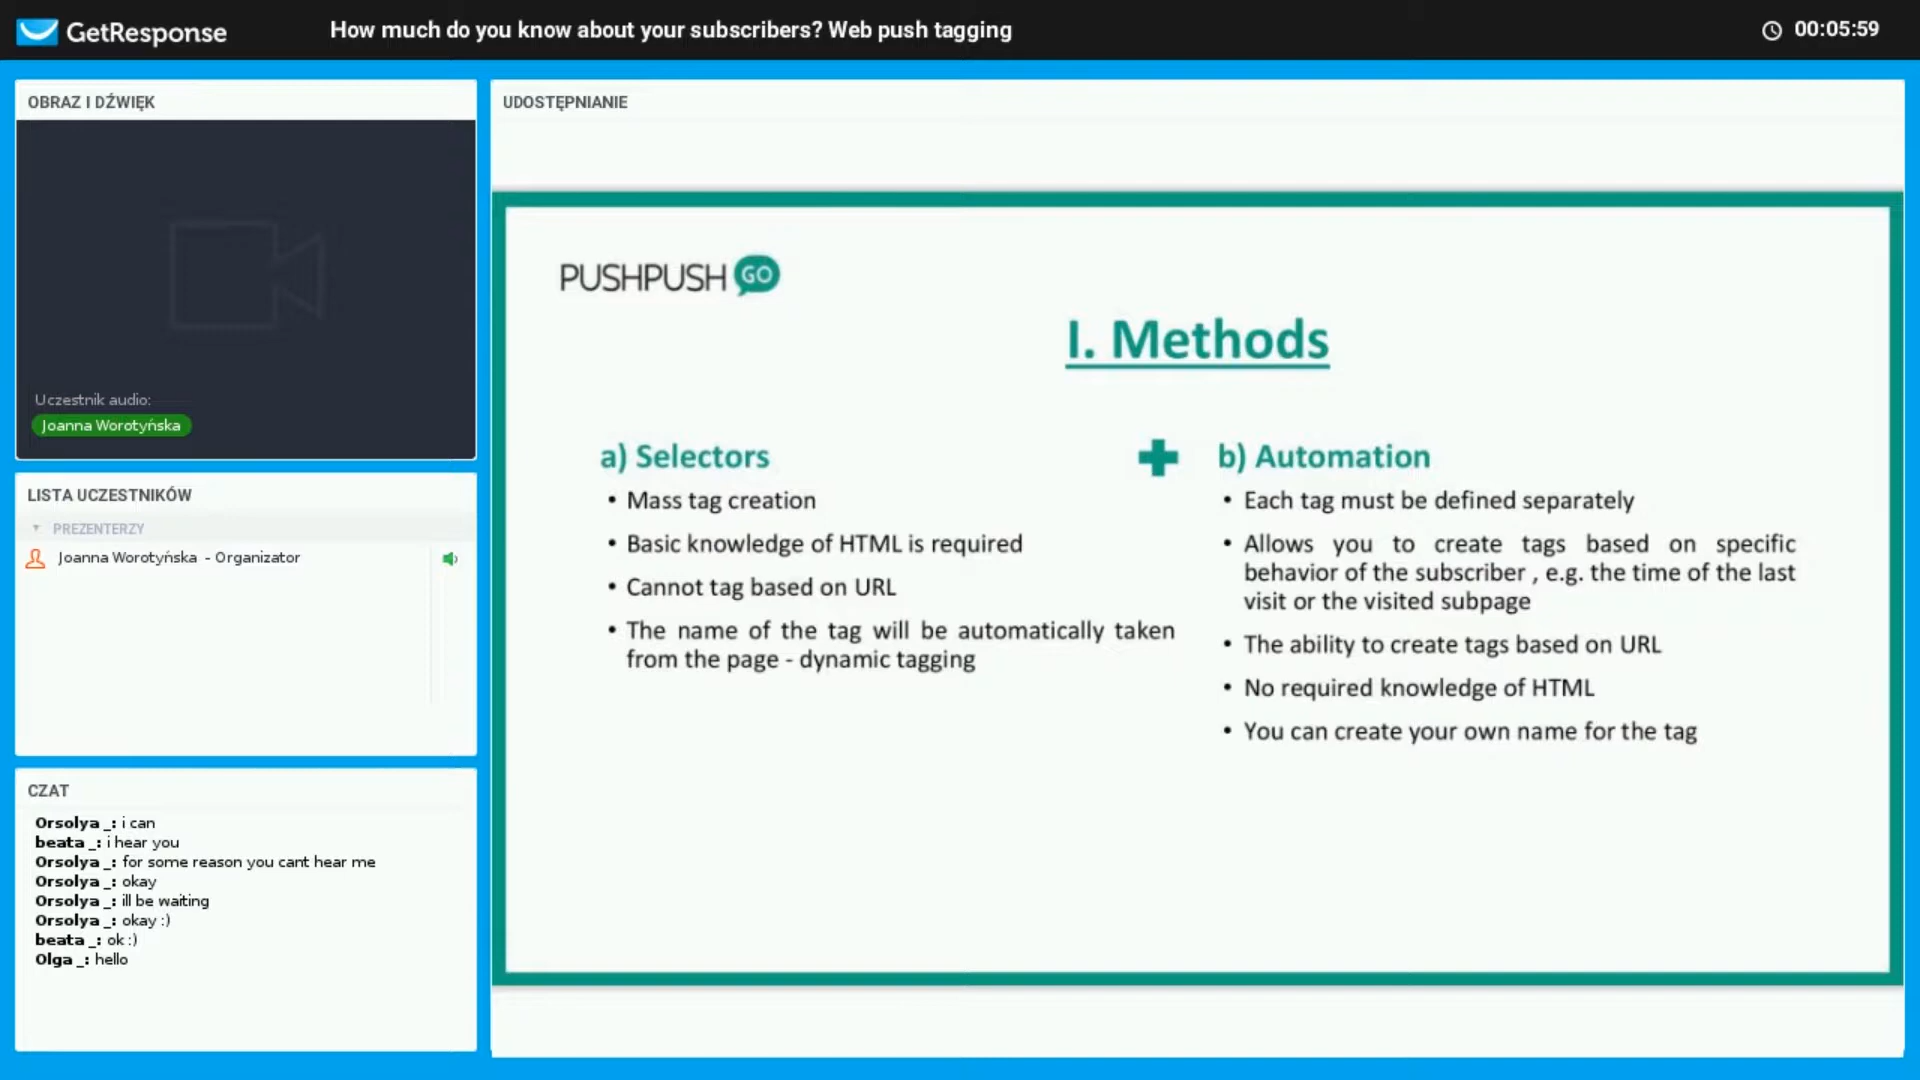 GetResponse
How much do you know about your subscribers? Web push tagging
00:05:59
OBRAZ I DŹWIĘK
Uczestnik audio:
Joanna Worotyńska
LISTA UCZESTNIKÓW
PREZENTERZY
Joanna Worotyńska - Organizator
CZAT
Orsolya _: i can
beata _: i hear you
Orsolya _: for some reason you cant hear me
Orsolya _: okay
Orsolya _: ill be waiting
Orsolya _: okay :)
beata _: ok :)
Olga _: hello
UDOSTĘPNIANIE
PUSHPUSH GO
I. Methods
a) Selectors
• Mass tag creation
• Basic knowledge of HTML is required
• Cannot tag based on URL
• The name of the tag will be automatically taken
from the page - dynamic tagging
b) Automation
• Each tag must be defined separately
• Allows you to create tags based on specific
behavior of the subscriber , e.g. the time of the last
visit or the visited subpage
• The ability to create tags based on URL
• No required knowledge of HTML
• You can create your own name for the tag